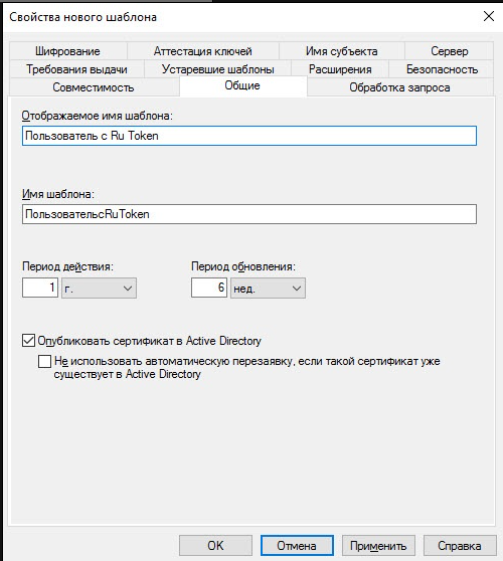 Свойства нового шаблона
Шифрование Аттестация ключей Имя субъекта Сервер
Требования выдачи Устаревшие шаблоны Расширения Безопасность
Совместимость Общие Обработка запроса
Отображаемое имя шаблона:
Пользователь с Ru Token
Имя шаблона:
ПользовательсRuToken
Период действия: Период обновления:
1 г. 6 нед.
Опубликовать сертификат в Active Directory
Не использовать автоматическую перезаявку, если такой сертификат уже
существует в Active Directory
OK Отмена Применить Справка